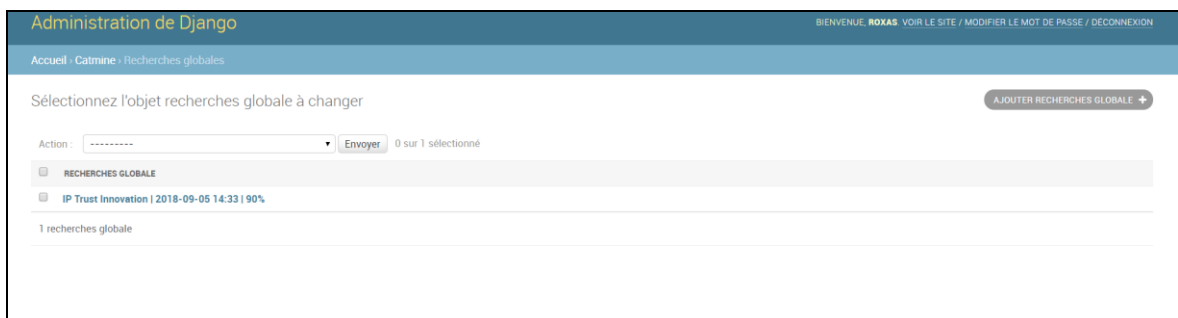 Administration de Django
BIENVENUE, ROXAS. VOIR LE SITE / MODIFIER LE MOT DE PASSE / DÉCONNEXION
Accueil › Catmine › Recherches globales
Sélectionnez l'objet recherches globale à changer
AJOUTER RECHERCHES GLOBALE +
Action : --------- Envoyer 0 sur 1 sélectionné
RECHERCHES GLOBALE
IP Trust Innovation | 2018-09-05 14:33 | 90%
1 recherches globale